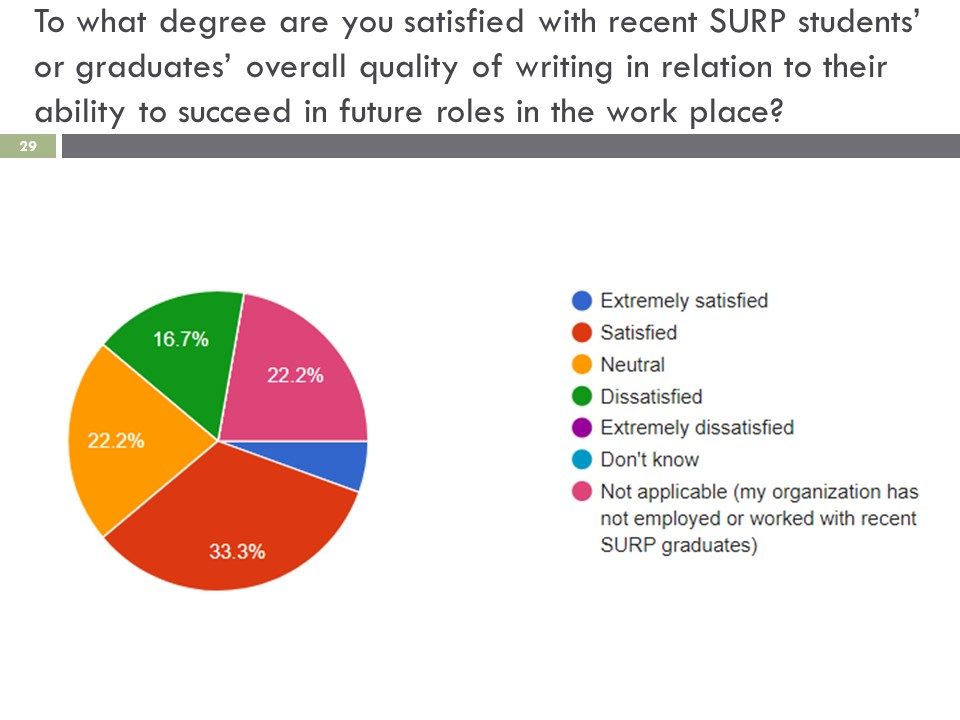 To what degree are you satisfied with recent SURP students’
or graduates’ overall quality of writing in relation to their
ability to succeed in future roles in the work place?
29
16.7%
22.2%
22.2%
33.3%
Extremely satisfied
Satisfied
Neutral
Dissatisfied
Extremely dissatisfied
Don't know
Not applicable (my organization has
not employed or worked with recent
SURP graduates)